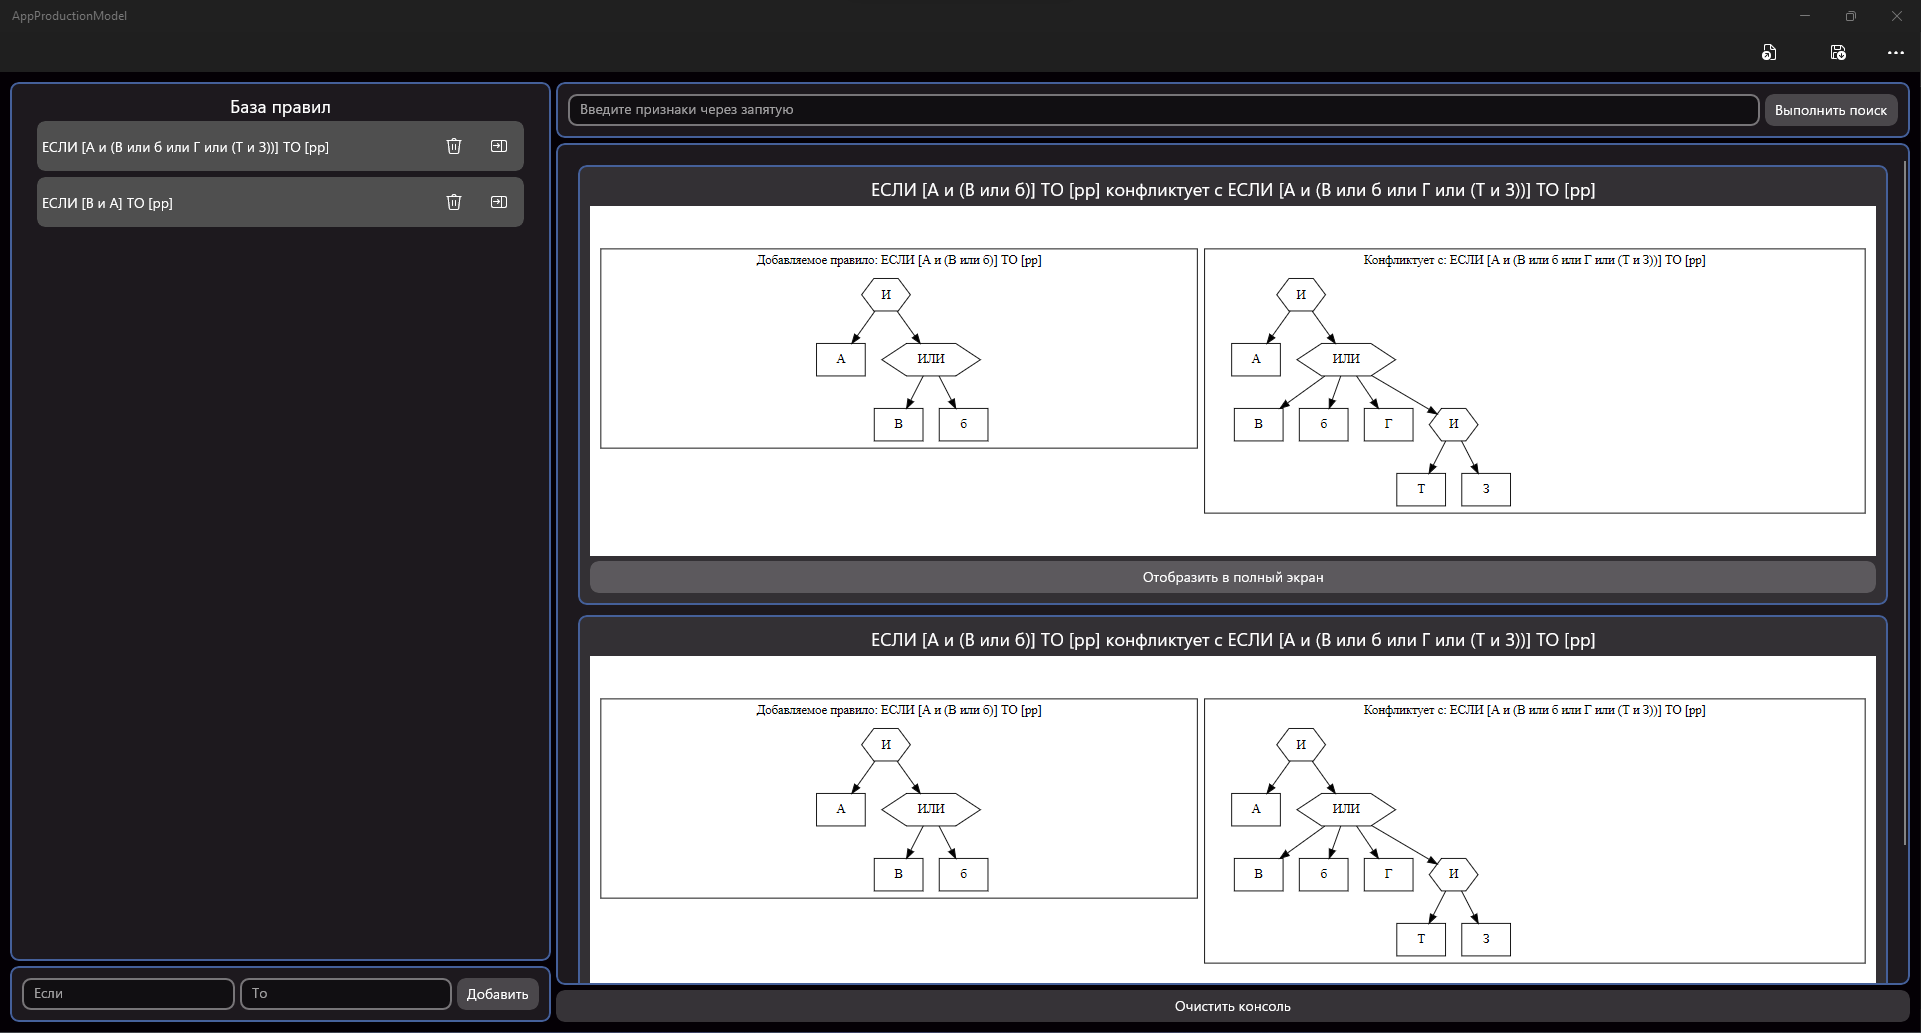 AppProductionModel
База правил
ЕСЛИ [А и (В или б или Г или (Т и З))] ТО [рр]
ЕСЛИ [В и А] ТО [рр]
Если
То
Добавить
Введите признаки через запятую
Выполнить поиск
ЕСЛИ [А и (В или б)] ТО [рр] конфликтует с ЕСЛИ [А и (В или б или Г или (Т и З))] ТО [рр]
Добавляемое правило: ЕСЛИ [А и (В или б)] ТО [рр]
И
А
ИЛИ
В
б
Конфликтует с: ЕСЛИ [А и (В или б или Г или (Т и З))] ТО [рр]
И
А
ИЛИ
В
б
Г
И
Т
З
Отобразить в полный экран
ЕСЛИ [А и (В или б)] ТО [рр] конфликтует с ЕСЛИ [А и (В или б или Г или (Т и З))] ТО [рр]
Добавляемое правило: ЕСЛИ [А и (В или б)] ТО [рр]
И
А
ИЛИ
В
б
Конфликтует с: ЕСЛИ [А и (В или б или Г или (Т и З))] ТО [рр]
И
А
ИЛИ
В
б
Г
И
Т
З
Очистить консоль